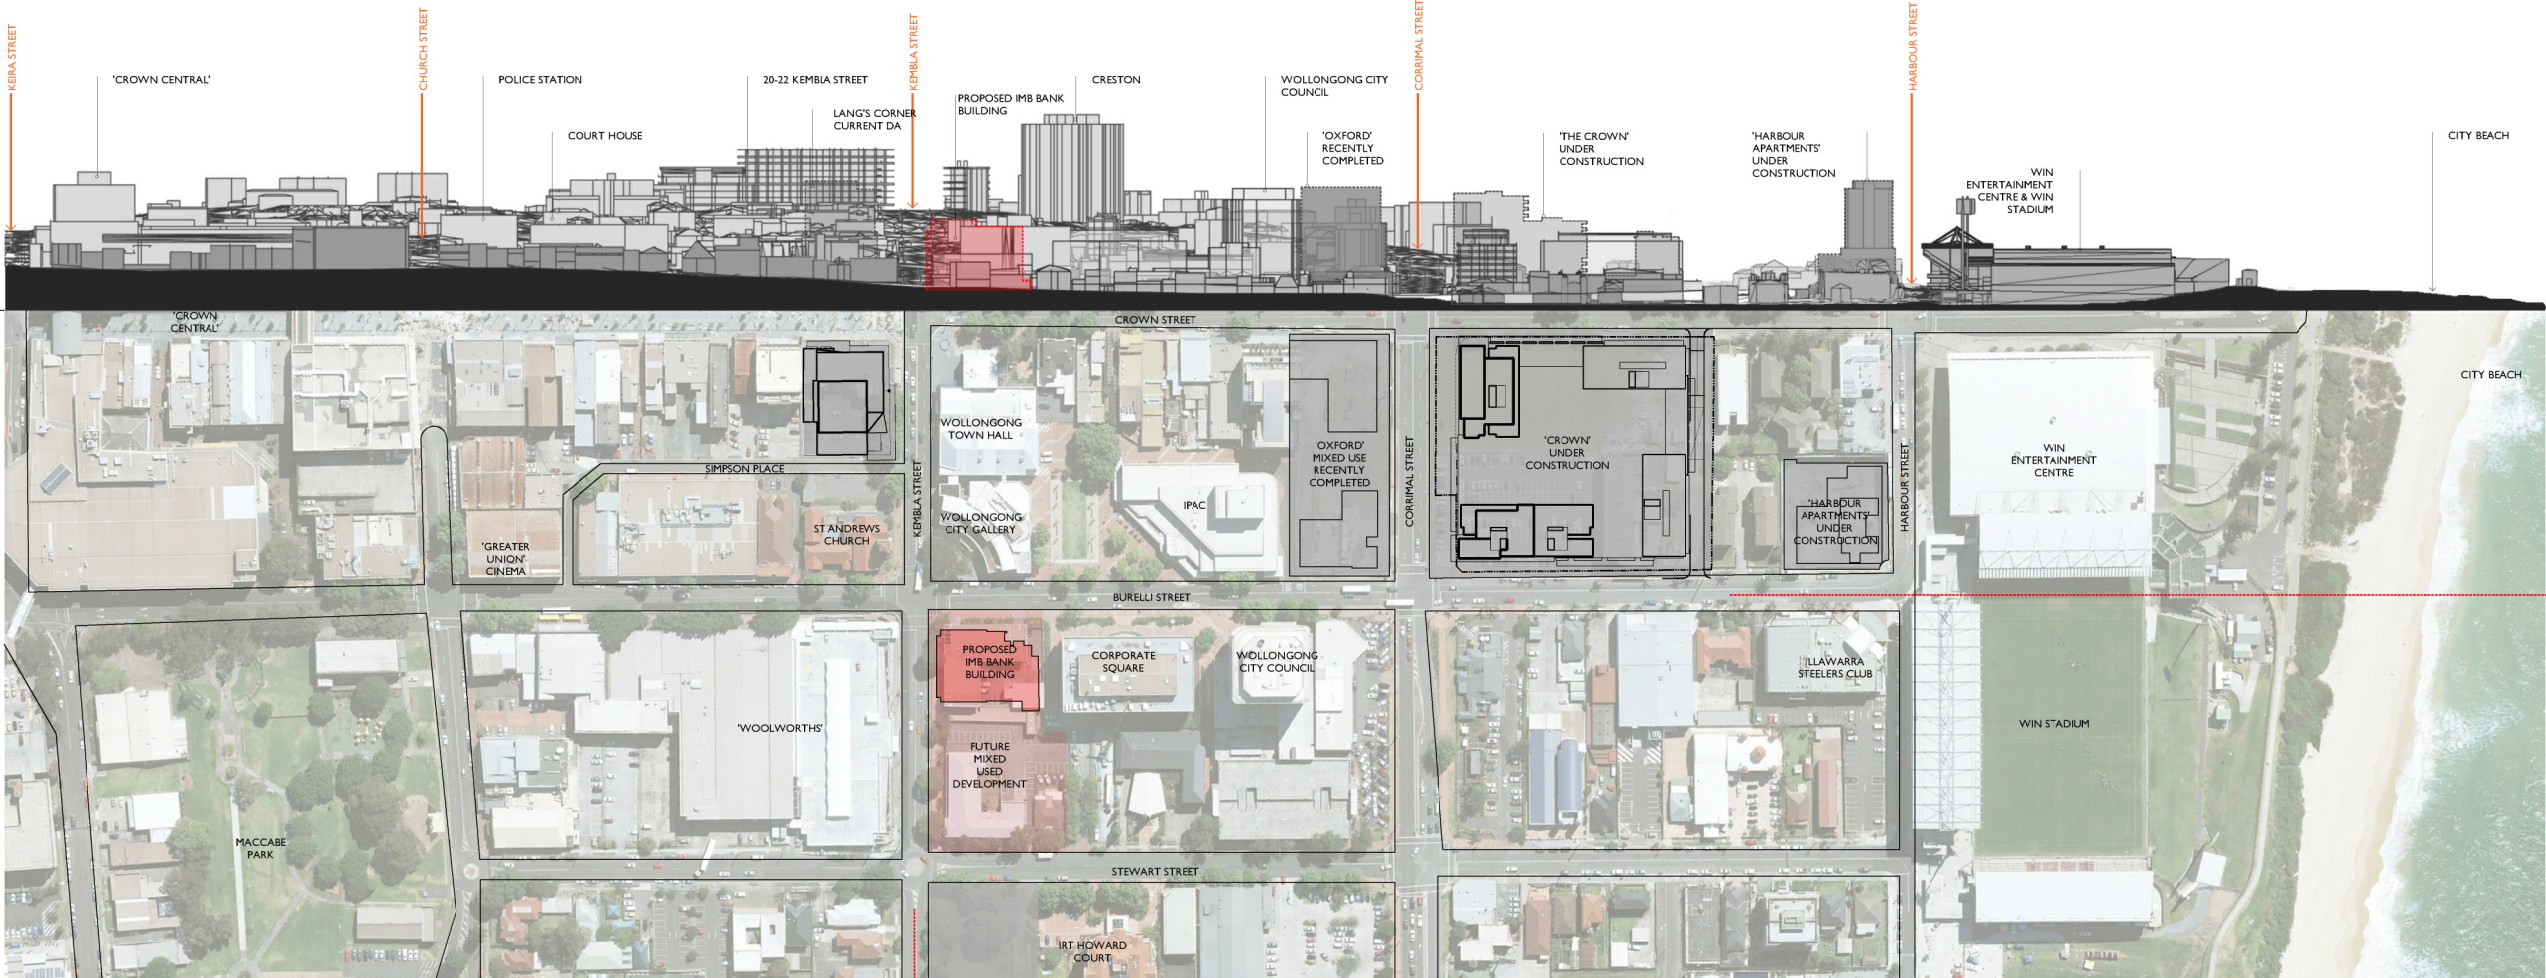 KEIRA STREET
CHURCH STREET
KEMBLA STREET
CORRIMAL STREET
HARBOUR STREET
'CROWN CENTRAL'
POLICE STATION
20-22 KEMBLA STREET
CRESTON
WOLLONGONG CITY
COUNCIL
PROPOSED IMB BANK
BUILDING
LANG'S CORNER
CURRENT DA
COURT HOUSE
'OXFORD'
RECENTLY
COMPLETED
'THE CROWN'
UNDER
CONSTRUCTION
'HARBOUR
APARTMENTS'
UNDER
CONSTRUCTION
CITY BEACH
WIN
ENTERTAINMENT
CENTRE & WIN
STADIUM
'CROWN
CENTRAL'
CROWN STREET
CITY BEACH
WOLLONGONG
TOWN HALL
'OXFORD'
MIXED USE
RECENTLY
COMPLETED
'CROWN'
UNDER
CONSTRUCTION
WIN
ENTERTAINMENT
CENTRE
SIMPSON PLACE
KEMBLA STREET
CORRIMAL STREET
HARBOUR STREET
IPAC
WOLLONGONG
CITY GALLERY
ST ANDREWS
CHURCH
'HARBOUR
APARTMENTS'
UNDER
CONSTRUCTION
'GREATER
UNION'
CINEMA
BURELLI STREET
PROPOSED
IMB BANK
BUILDING
CORPORATE
SQUARE
WOLLONGONG
CITY COUNCIL
ILLAWARRA
STEELERS CLUB
'WOOLWORTHS'
WIN STADIUM
FUTURE
MIXED
USED
DEVELOPMENT
MACCABE
PARK
STEWART STREET
IRT HOWARD
COURT